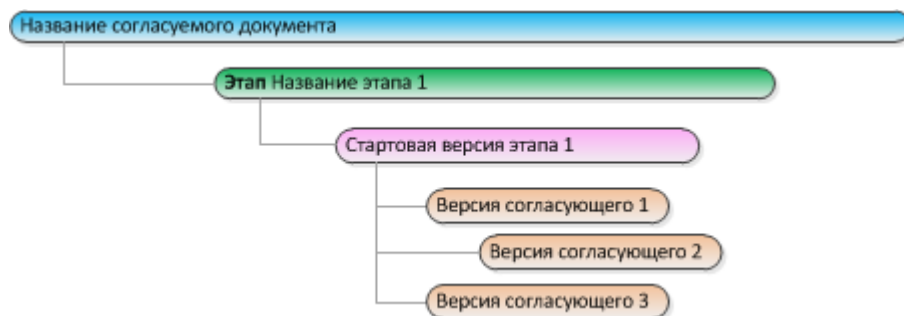 Название согласуемого документа
Этап Название этапа 1
Стартовая версия этапа 1
Версия согласующего 1
Версия согласующего 2
Версия согласующего 3